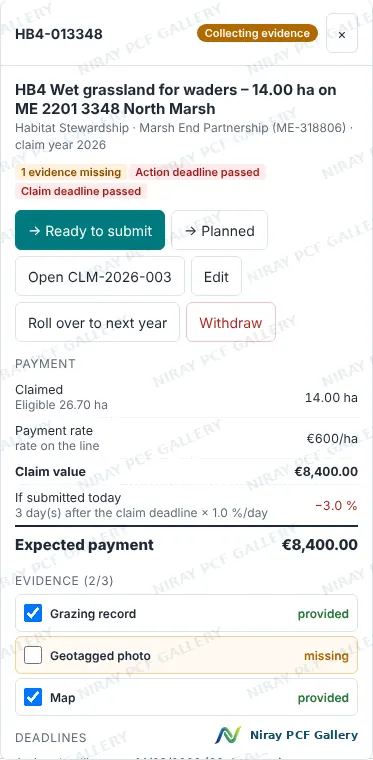 HB4-013348
Collecting evidence
×
HB4 Wet grassland for waders – 14.00 ha on
ME 2201 3348 North Marsh
Habitat Stewardship · Marsh End Partnership (ME-318806) ·
claim year 2026
1 evidence missing
Action deadline passed
Claim deadline passed
→ Ready to submit
→ Planned
Open CLM-2026-003
Edit
Roll over to next year
Withdraw
PAYMENT
Claimed
Eligible 26.70 ha
14.00 ha
Payment rate
rate on the line
€600/ha
Claim value
€8,400.00
If submitted today
3 day(s) after the claim deadline × 1.0 %/day
−3.0 %
Expected payment
€8,400.00
EVIDENCE (2/3)
Grazing record
provided
Geotagged photo
missing
Map
provided
DEADLINES
Niray PCF Gallery
NIRAY PCF GALLERY